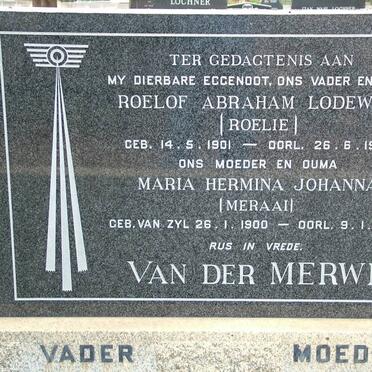 LOCHNER
TER GEDAGTENIS AAN
MY DIERBARE EGGENOOT, ONS VADER EN
ROELOF ABRAHAM LODEW
[ROELIE]
GEB. 14.5.1901 — OORL. 26.6.19
ONS MOEDER EN OUMA
MARIA HERMINA JOHANNA
[MERAAI]
GEB. VAN ZYL 26.1.1900 — OORL. 9.1.
RUS IN VREDE.
VAN DER MERWE
VADER MOED